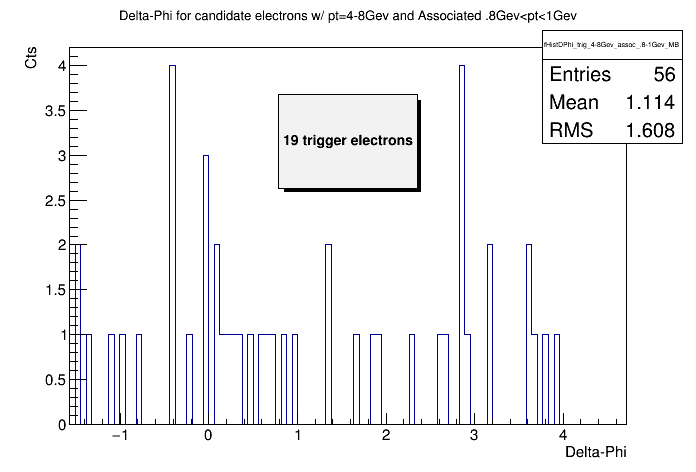 Delta-Phi for candidate electrons w/ pt=4-8Gev and Associated .8Gev<pt<1Gev
Cts
fHistDPhi_trig_4-8Gev_assoc_.8-1Gev_MB
Entries 56
Mean 1.114
RMS 1.608
19 trigger electrons
4
3.5
3
2.5
2
1.5
1
0.5
0
−1 0 1 2 3 4
Delta-Phi